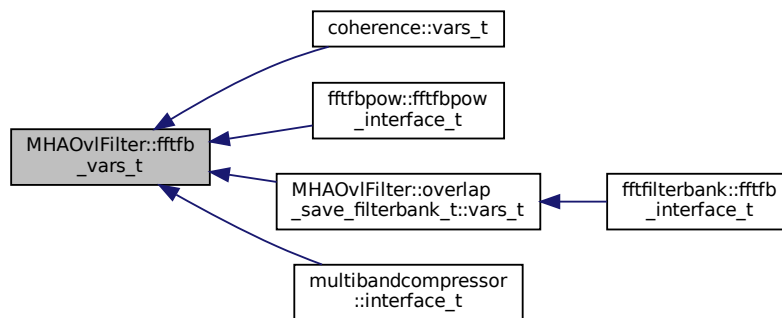 coherence::vars_t
fftfbpow::fftfbpow
_interface_t
MHAOvlFilter::fftfb
_vars_t
MHAOvlFilter::overlap
_save_filterbank_t::vars_t
fftfilterbank::fftfb
_interface_t
multibandcompressor
::interface_t